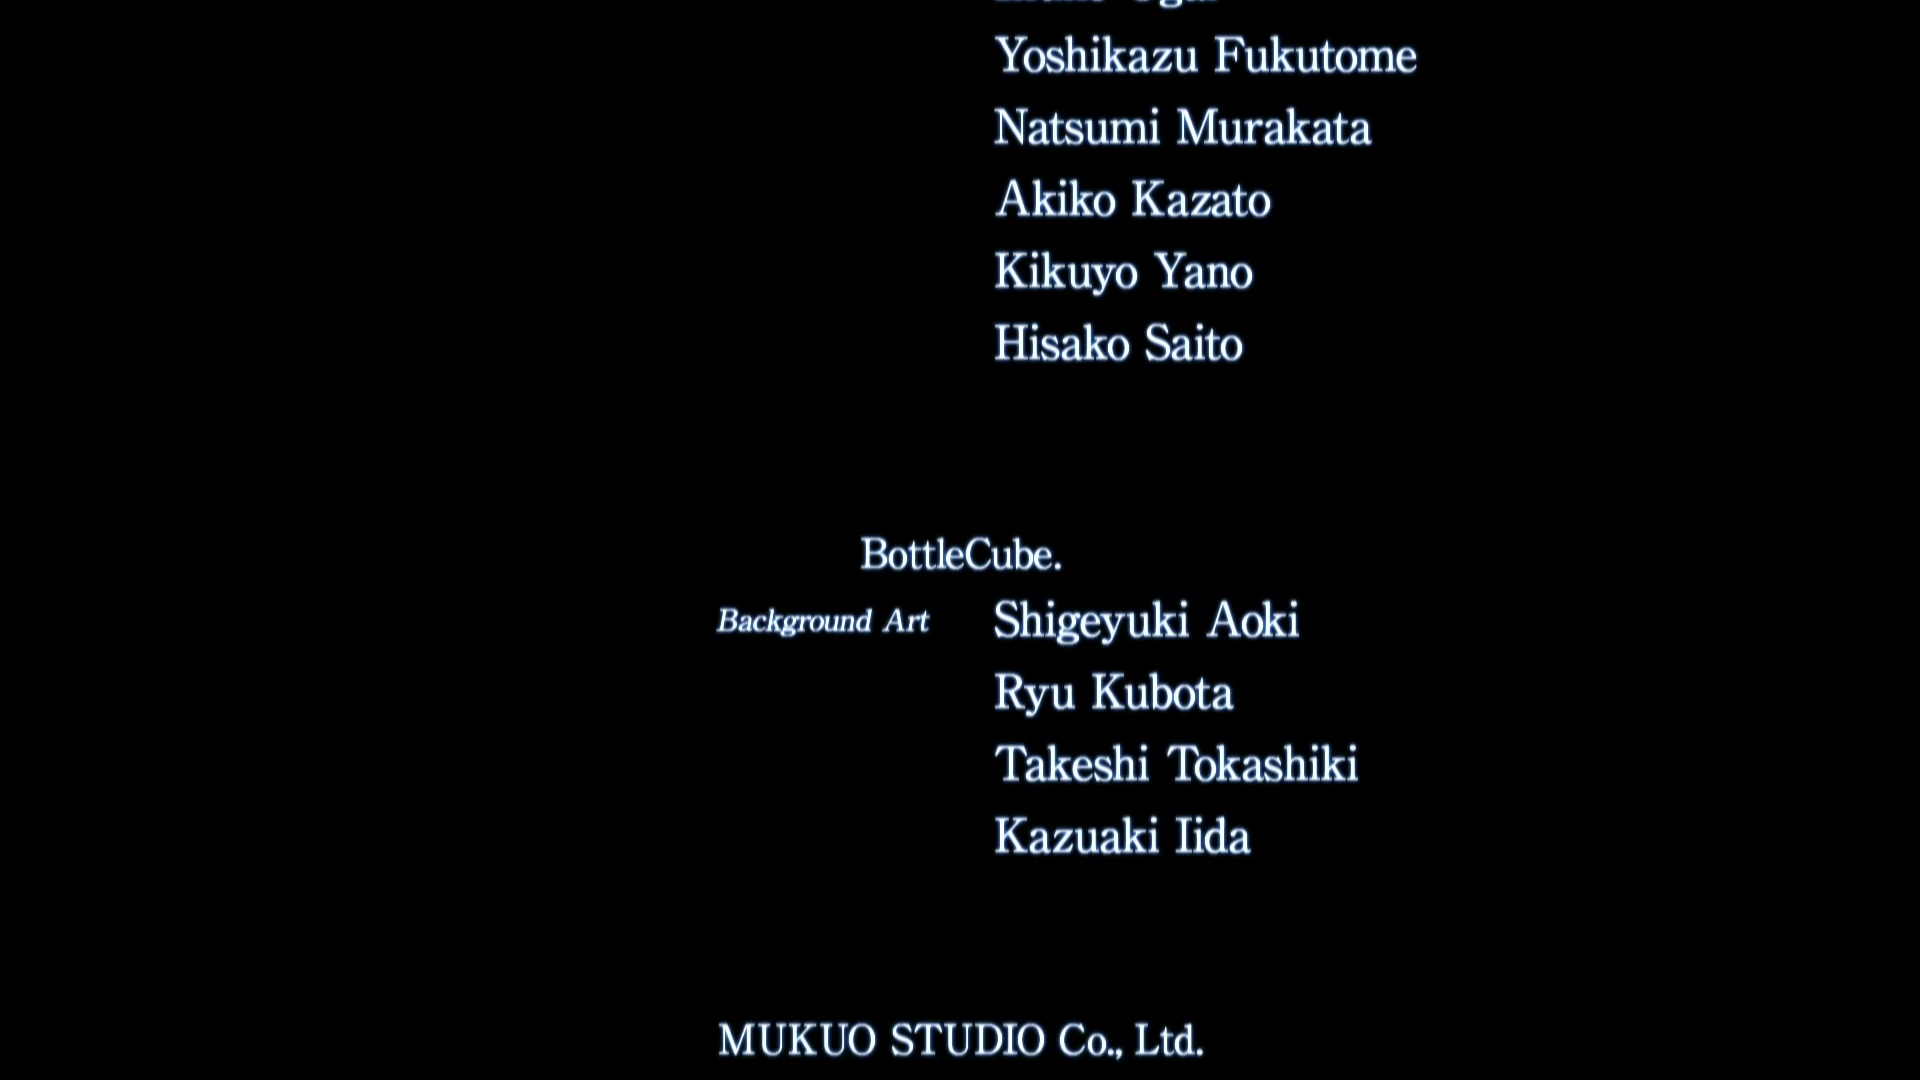 Yoshikazu Fukutome
Natsumi Murakata
Akiko Kazato
Kikuyo Yano
Hisako Saito
BottleCube.
Background Art Shigeyuki Aoki
Ryu Kubota
Takeshi Tokashiki
Kazuaki Iida
MUKUO STUDIO Co., Ltd.